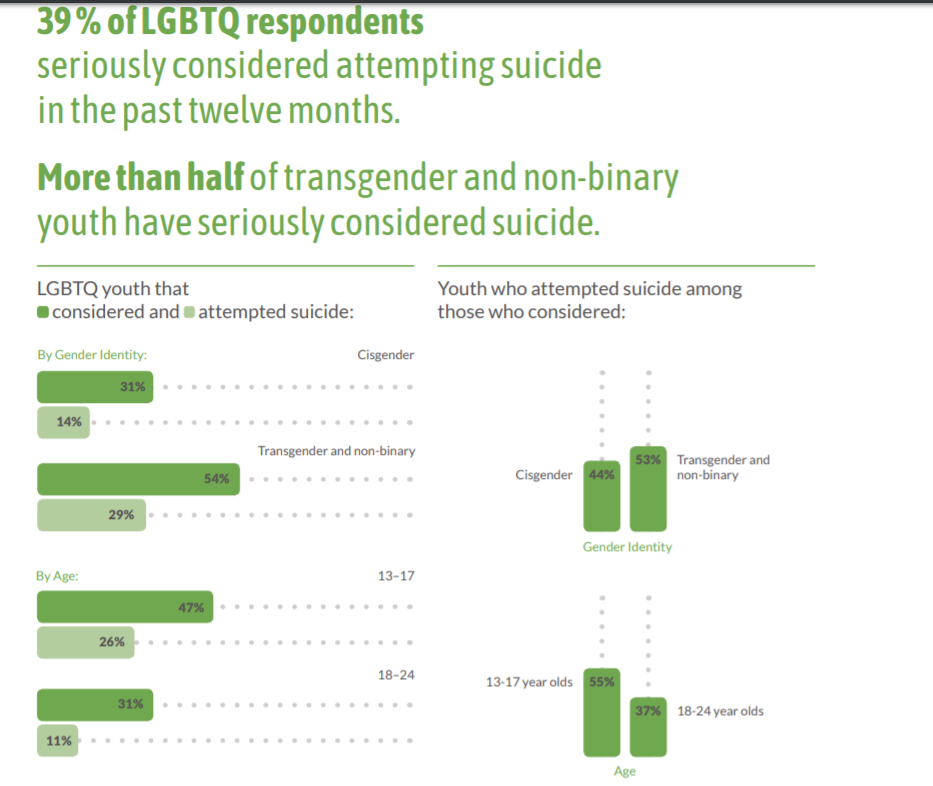 39% of LGBTQ respondents
seriously considered attempting suicide
in the past twelve months.
More than half of transgender and non-binary
youth have seriously considered suicide.
LGBTQ youth that
considered and attempted suicide:
By Gender Identity:
Cisgender
31%
14%
Transgender and non-binary
54%
29%
By Age:
13–17
47%
26%
18–24
31%
11%
Youth who attempted suicide among
those who considered:
Cisgender
44%
53%
Transgender and
non-binary
Gender Identity
13-17 year olds
55%
37%
18-24 year olds
Age